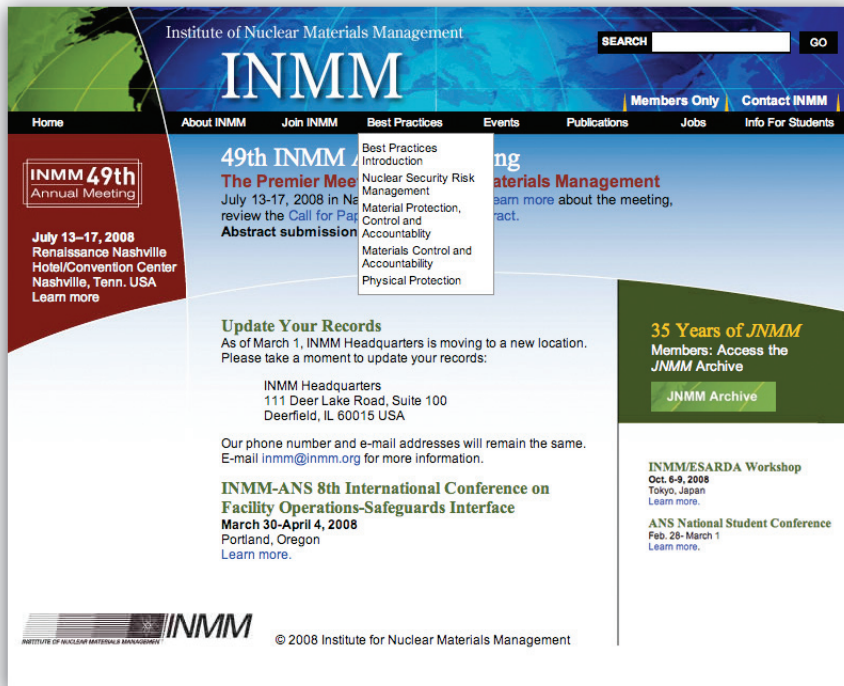 Institute of Nuclear Materials Management
INMM
SEARCH GO
Members Only Contact INMM
Home About INMM Join INMM Best Practices Events Publications Jobs Info For Students
INMM 49th
Annual Meeting
July 13–17, 2008
Renaissance Nashville
Hotel/Convention Center
Nashville, Tenn. USA
Learn more
49th INMM A ng
The Premier Mee aterials Management
July 13-17, 2008 in Na earn more about the meeting,
review the Call for Pap ract.
Abstract submission
Best Practices
Introduction
Nuclear Security Risk
Management
Material Protection,
Control and
Accountablity
Materials Control and
Accountability
Physical Protection
Update Your Records
As of March 1, INMM Headquarters is moving to a new location.
Please take a moment to update your records:
INMM Headquarters
111 Deer Lake Road, Suite 100
Deerfield, IL 60015 USA
Our phone number and e-mail addresses will remain the same.
E-mail inmm@inmm.org for more information.
INMM-ANS 8th International Conference on
Facility Operations-Safeguards Interface
March 30-April 4, 2008
Portland, Oregon
Learn more.
35 Years of JNMM
Members: Access the
JNMM Archive
JNMM Archive
INMM/ESARDA Workshop
Oct. 6-9, 2008
Tokyo, Japan
Learn more.
ANS National Student Conference
Feb. 28- March 1
Learn more.
INMM
INSTITUTE OF NUCLEAR MATERIALS MANAGEMENT
© 2008 Institute for Nuclear Materials Management